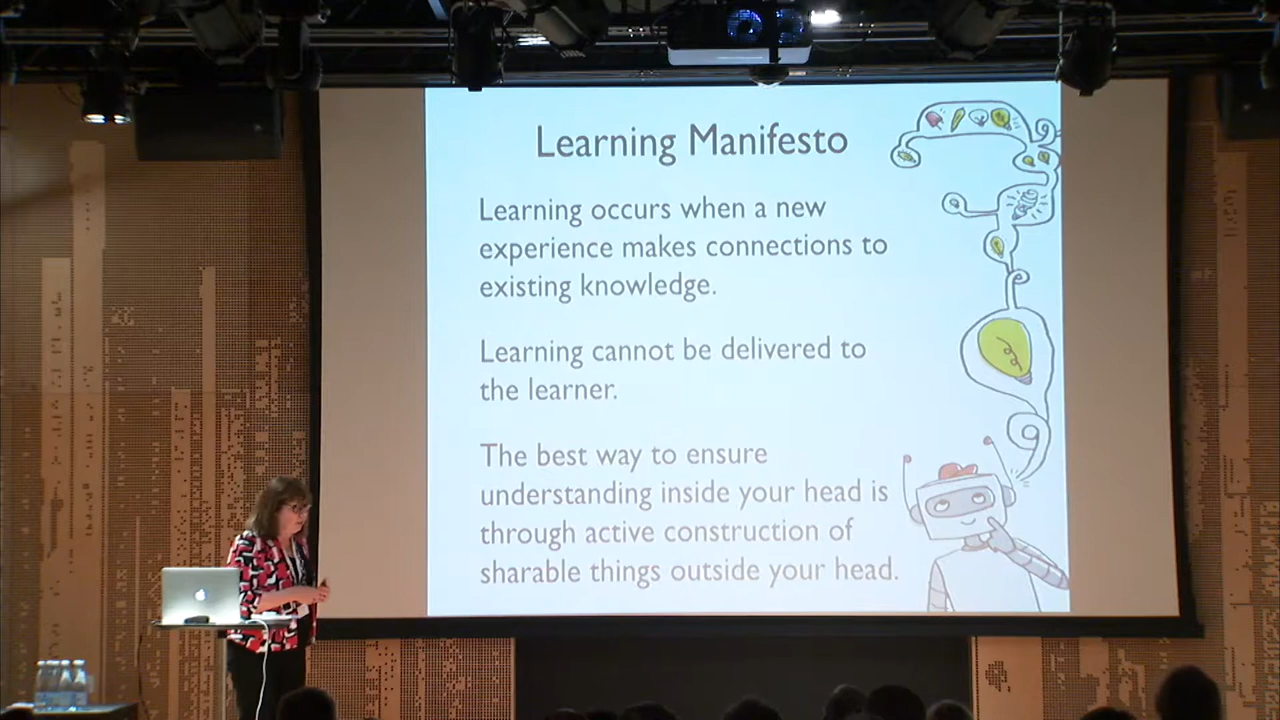 Learning Manifesto
Learning occurs when a new
experience makes connections to
existing knowledge.
Learning cannot be delivered to
the learner.
The best way to ensure
understanding inside your head is
through active construction of
sharable things outside your head.